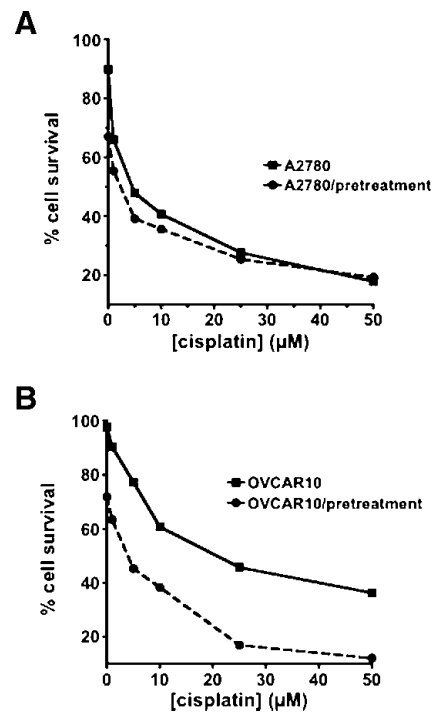 A
100
80
60
40
20
% cell survival
A2780
A2780/pretreatment
0 10 20 30 40 50
[cisplatin] (µM)
B
100
80
60
40
20
% cell survival
OVCAR10
OVCAR10/pretreatment
0 10 20 30 40 50
[cisplatin] (µM)